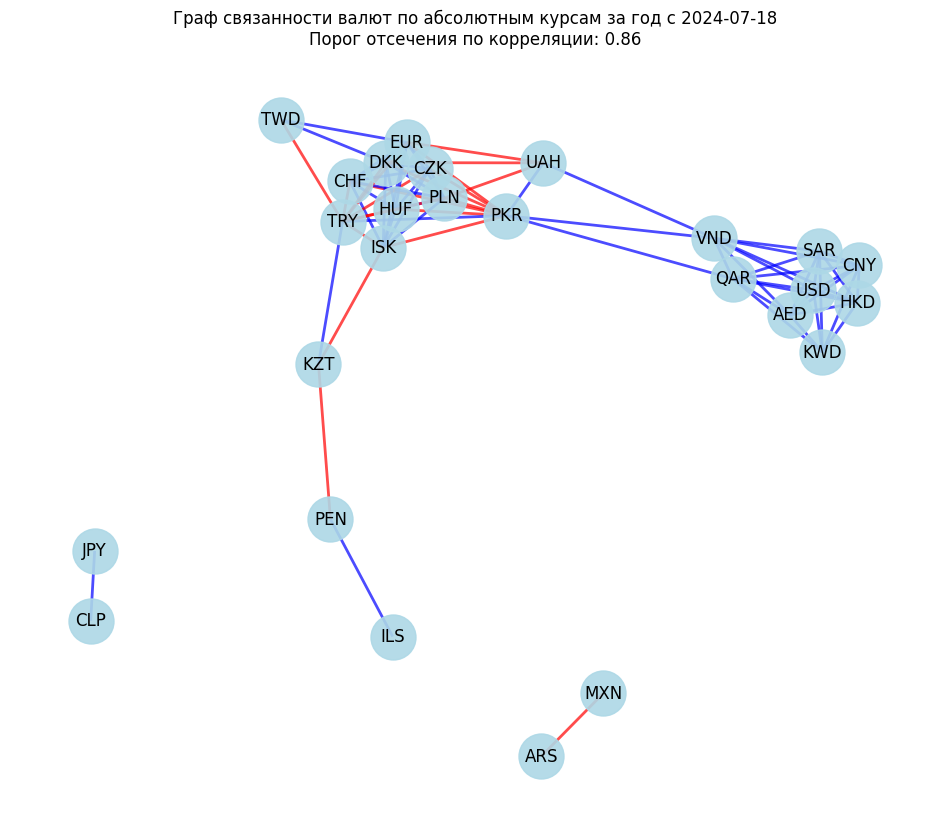 Граф связанности валют по абсолютным курсам за год с 2024-07-18
Порог отсечения по корреляции: 0.86
TWD
EUR
DKK
CZK
UAH
CHF
PLN
HUF
PKR
TRY
ISK
VND
SAR
CNY
QAR
USD
HKD
AED
KWD
KZT
PEN
JPY
CLP
ILS
MXN
ARS